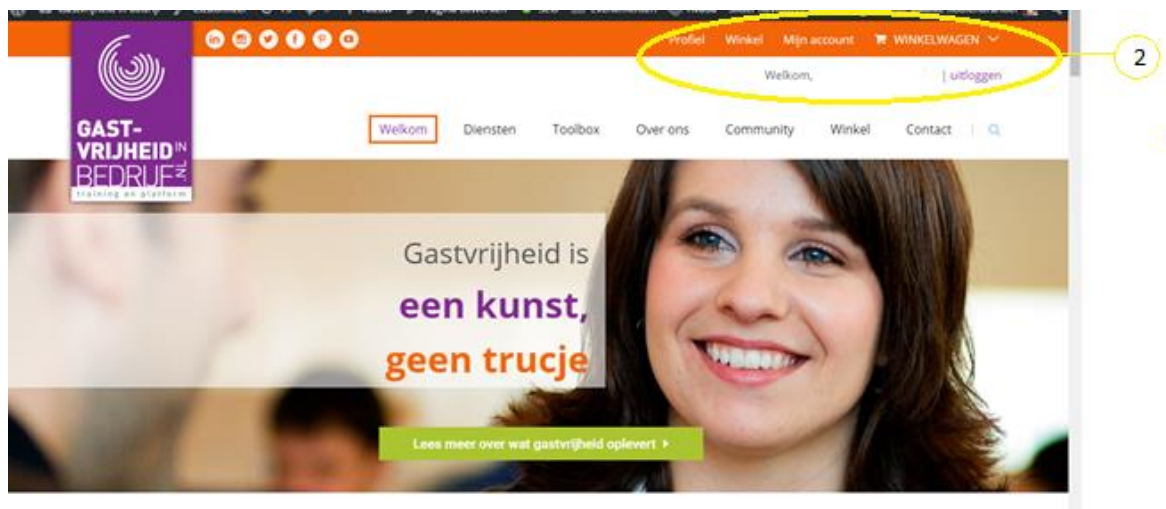 Profiel Winkel Mijn account WINKELWAGEN
2
Welkom, | uitloggen
GAST-
VRIJHEID IN
BEDRIJF.NL
training en platform
Welkom Diensten Toolbox Over ons Community Winkel Contact
Gastvrijheid is
een kunst,
geen trucje
Lees meer over wat gastvrijheid oplevert